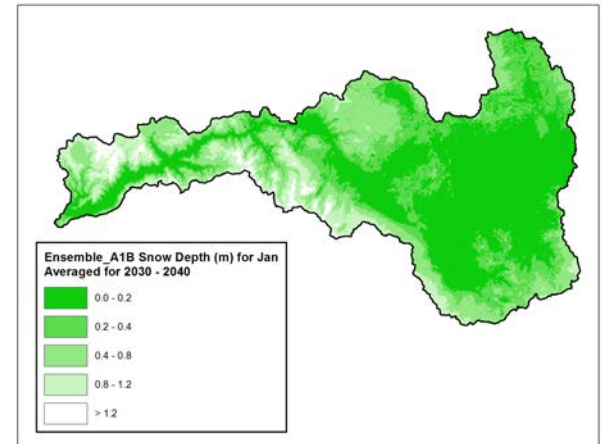 Ensemble_A1B Snow Depth (m) for Jan
Averaged for 2030 - 2040
0.0 - 0.2
0.2 - 0.4
0.4 - 0.8
0.8 - 1.2
> 1.2